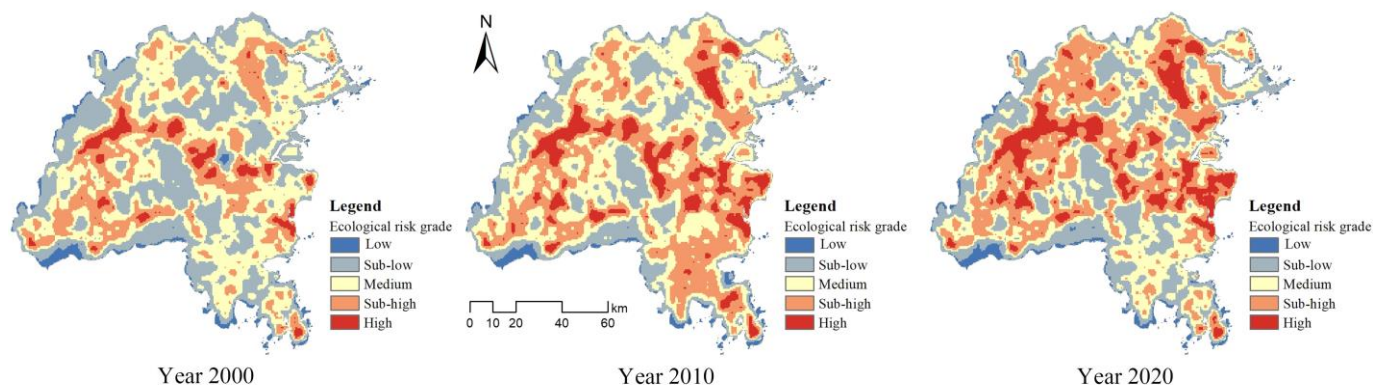 Legend
Ecological risk grade
Low
Sub-low
Medium
Sub-high
High
Year 2000
N
0 10 20 40 60 km
Legend
Ecological risk grade
Low
Sub-low
Medium
Sub-high
High
Year 2010
Legend
Ecological risk grade
Low
Sub-low
Medium
Sub-high
High
Year 2020